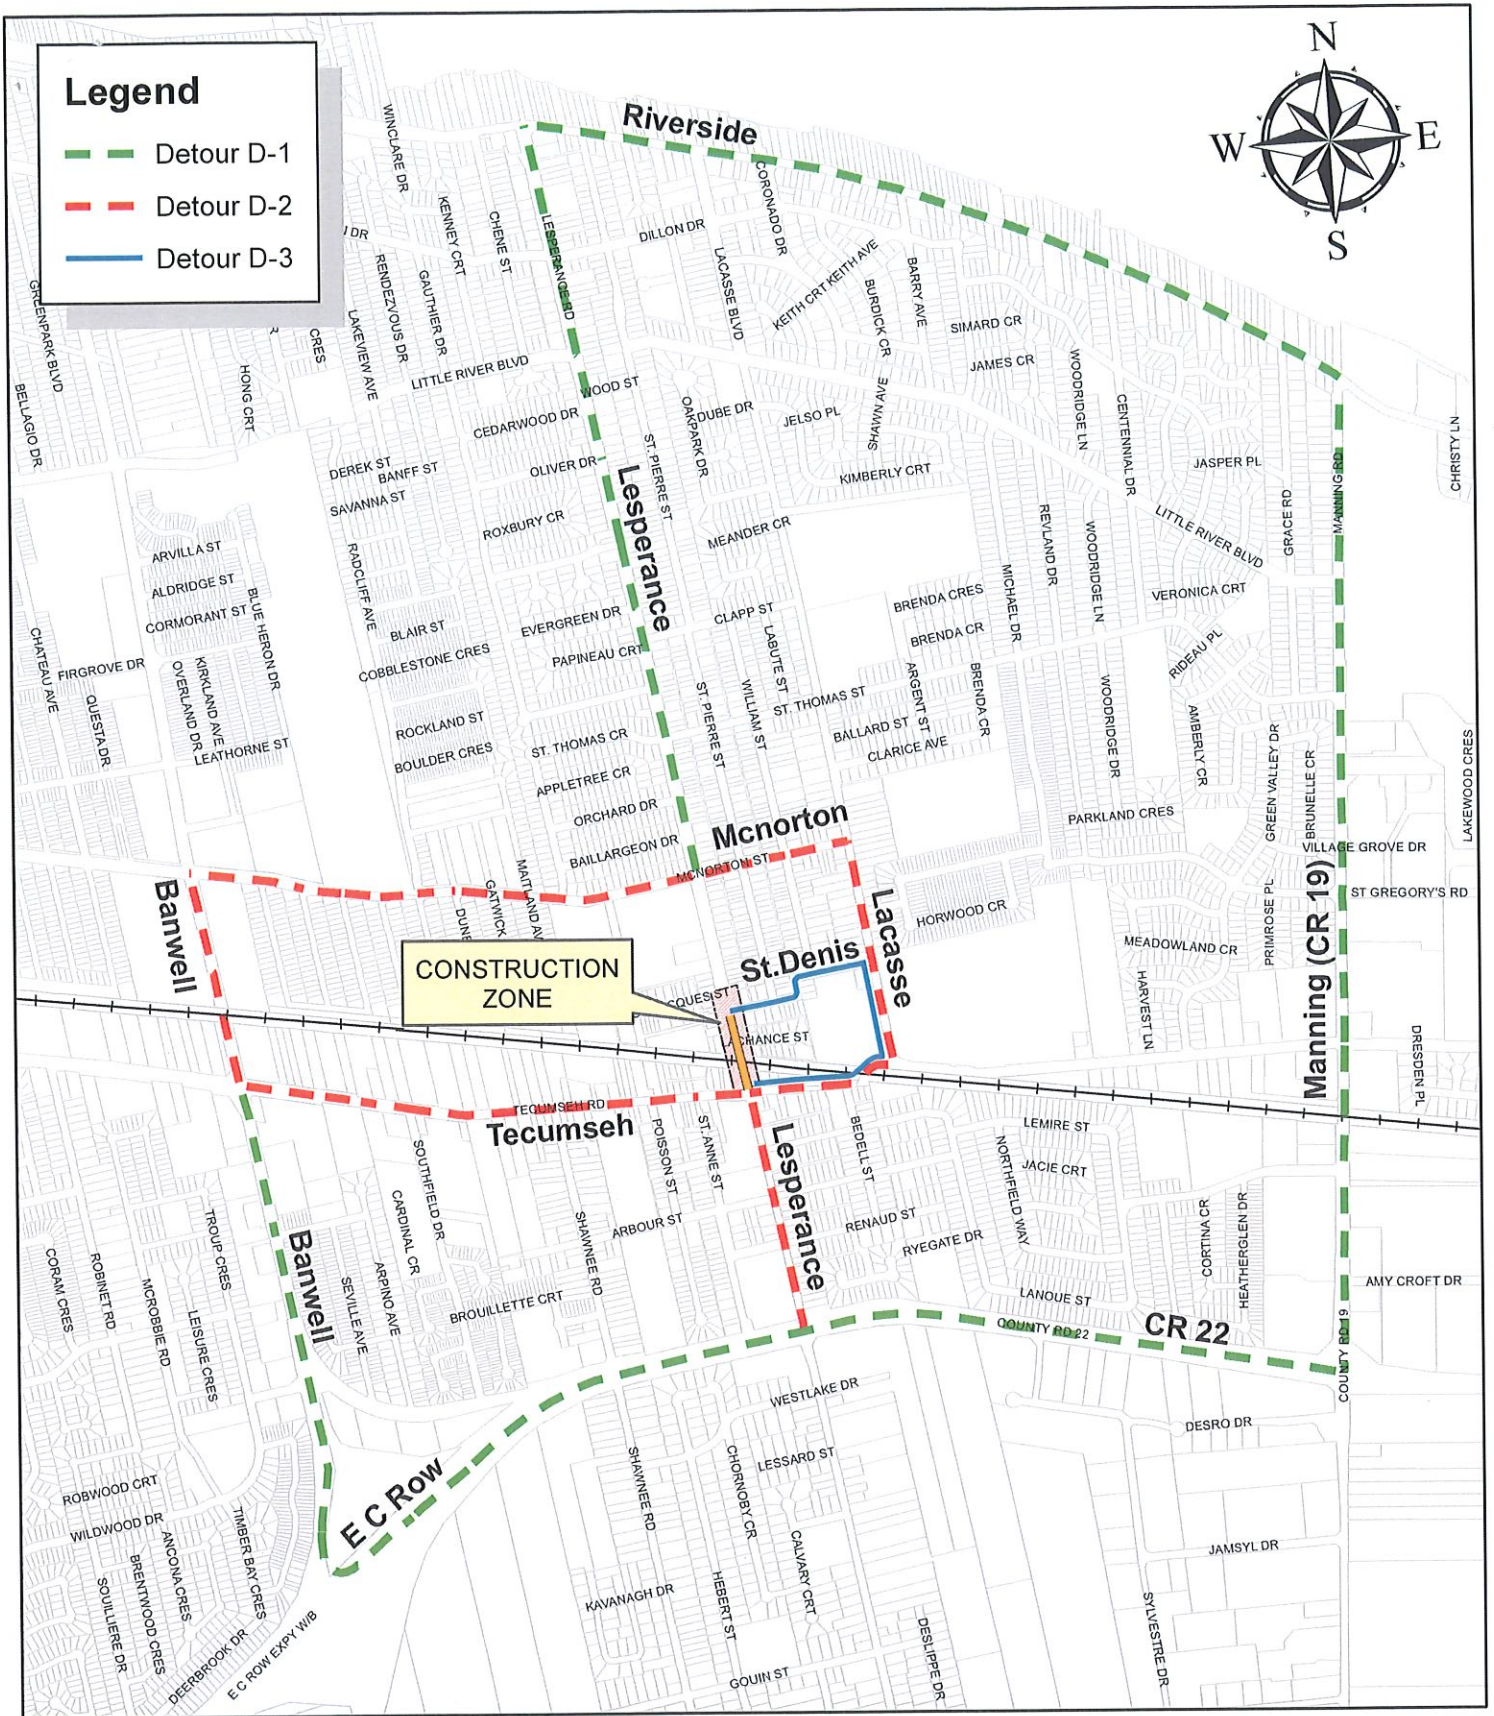 Legend
Detour D-1
Detour D-2
Detour D-3
N
W
E
S
Riverside
WINCLARE DR
KENNEY CRT
CHENE ST
LESPERANCE RD
DILLON DR
CORONADO DR
LACASSE BLVD
KEITH CRT
KEITH AVE
BURDICK CR
BARRY AVE
SIMARD CR
JAMES CR
GREENPARK BLVD
BELLAGIO DR
HONG CRT
CRES
DR
LAKEVIEW AVE
RENDEZVOUS DR
GAUTHIER DR
LITTLE RIVER BLVD
WOOD ST
CEDARWOOD DR
OLIVER DR
DEREK ST
BANFF ST
SAVANNA ST
ROXBURY CR
OAKPARK DR
DUBE DR
JELSO PL
SHAWN AVE
KIMBERLY CRT
ST. PIERRE ST
MEANDER CR
WOODRIDGE LN
CENTENNIAL DR
JASPER PL
LITTLE RIVER BLVD
GRACE RD
MANNING RD
CHRISTY LN
Lesperance
ARVILLA ST
ALDRIDGE ST
CORMORANT ST
BLUE HERON DR
RADCLIFF AVE
BLAIR ST
COBBLESTONE CRES
EVERGREEN DR
PAPINEAU CRT
CLAPP ST
LABUTE ST
BRENDA CRES
BRENDA CR
MICHAEL DR
REVLAND DR
WOODRIDGE LN
VERONICA CRT
RIDEAU PL
CHATEAU AVE
FIRGROVE DR
QUESTA DR
OVERLAND DR
KIRKLAND AVE
LEATHORNE ST
ROCKLAND ST
BOULDER CRES
ST. THOMAS CR
APPLETREE CR
ORCHARD DR
BAILLARGEON DR
ST. PIERRE ST
WILLIAM ST
ST. THOMAS ST
BALLARD ST
CLARICE AVE
ARGENT ST
BRENDA CR
WOODRIDGE DR
AMBERLY CR
GREEN VALLEY DR
BRUNELLE CR
LAKEWOOD CRES
PARKLAND CRES
VILLAGE GROVE DR
ST GREGORY'S RD
Mcnorton
MCNORTON ST
Banwell
DUNE
GATWICK
MAITLAND AV
Lacasse
HORWOOD CR
MEADOWLAND CR
PRIMROSE PL
HARVEST LN
Manning (CR 19)
DRESDEN PL
CONSTRUCTION
ZONE
St.Denis
CQUES ST
CHANCE ST
TECUMSEH RD
Tecumseh
POISSON ST
ST. ANNE ST
Lesperance
BEDELL ST
LEMIRE ST
JACIE CRT
NORTHFIELD WAY
RENAUD ST
RYEGATE DR
LANOUE ST
CORTINA CR
HEATHERGLEN DR
AMY CROFT DR
COUNTY RD 22
CR 22
COUNTY RD 19
SOUTHFIELD DR
CARDINAL CR
SHAWNEE RD
ARBOUR ST
BROUILLETTE CRT
ARPINO AVE
SEVILLE AVE
Banwell
TROUP CRES
LEISURE CRES
MCROBBIE RD
ROBINET RD
CORAM CRES
E C Row
WESTLAKE DR
LESSARD ST
CHORNOBY CR
SHAWNEE RD
CALVARY CRT
KAVANAGH DR
HEBERT ST
GOUIN ST
DESLIPPE DR
DESRO DR
JAMSYL DR
SYLVESTRE DR
ROBWOOD CRT
WILDWOOD DR
TIMBER BAY CRES
ANCONA CRES
BRENTWOOD CRES
SOUILLIERE DR
DEERBROOK DR
E C ROW EXPY W/B